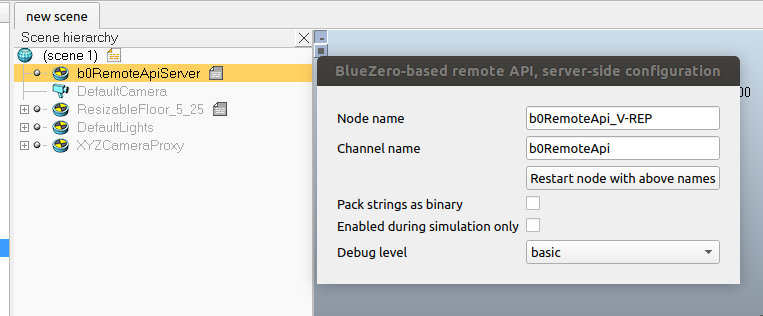 new scene
Scene hierarchy
(scene 1)
b0RemoteApiServer
DefaultCamera
ResizableFloor_5_25
DefaultLights
XYZCameraProxy
BlueZero-based remote API, server-side configuration
Node name
b0RemoteApi_V-REP
Channel name
b0RemoteApi
Restart node with above names
Pack strings as binary
Enabled during simulation only
Debug level
basic
00